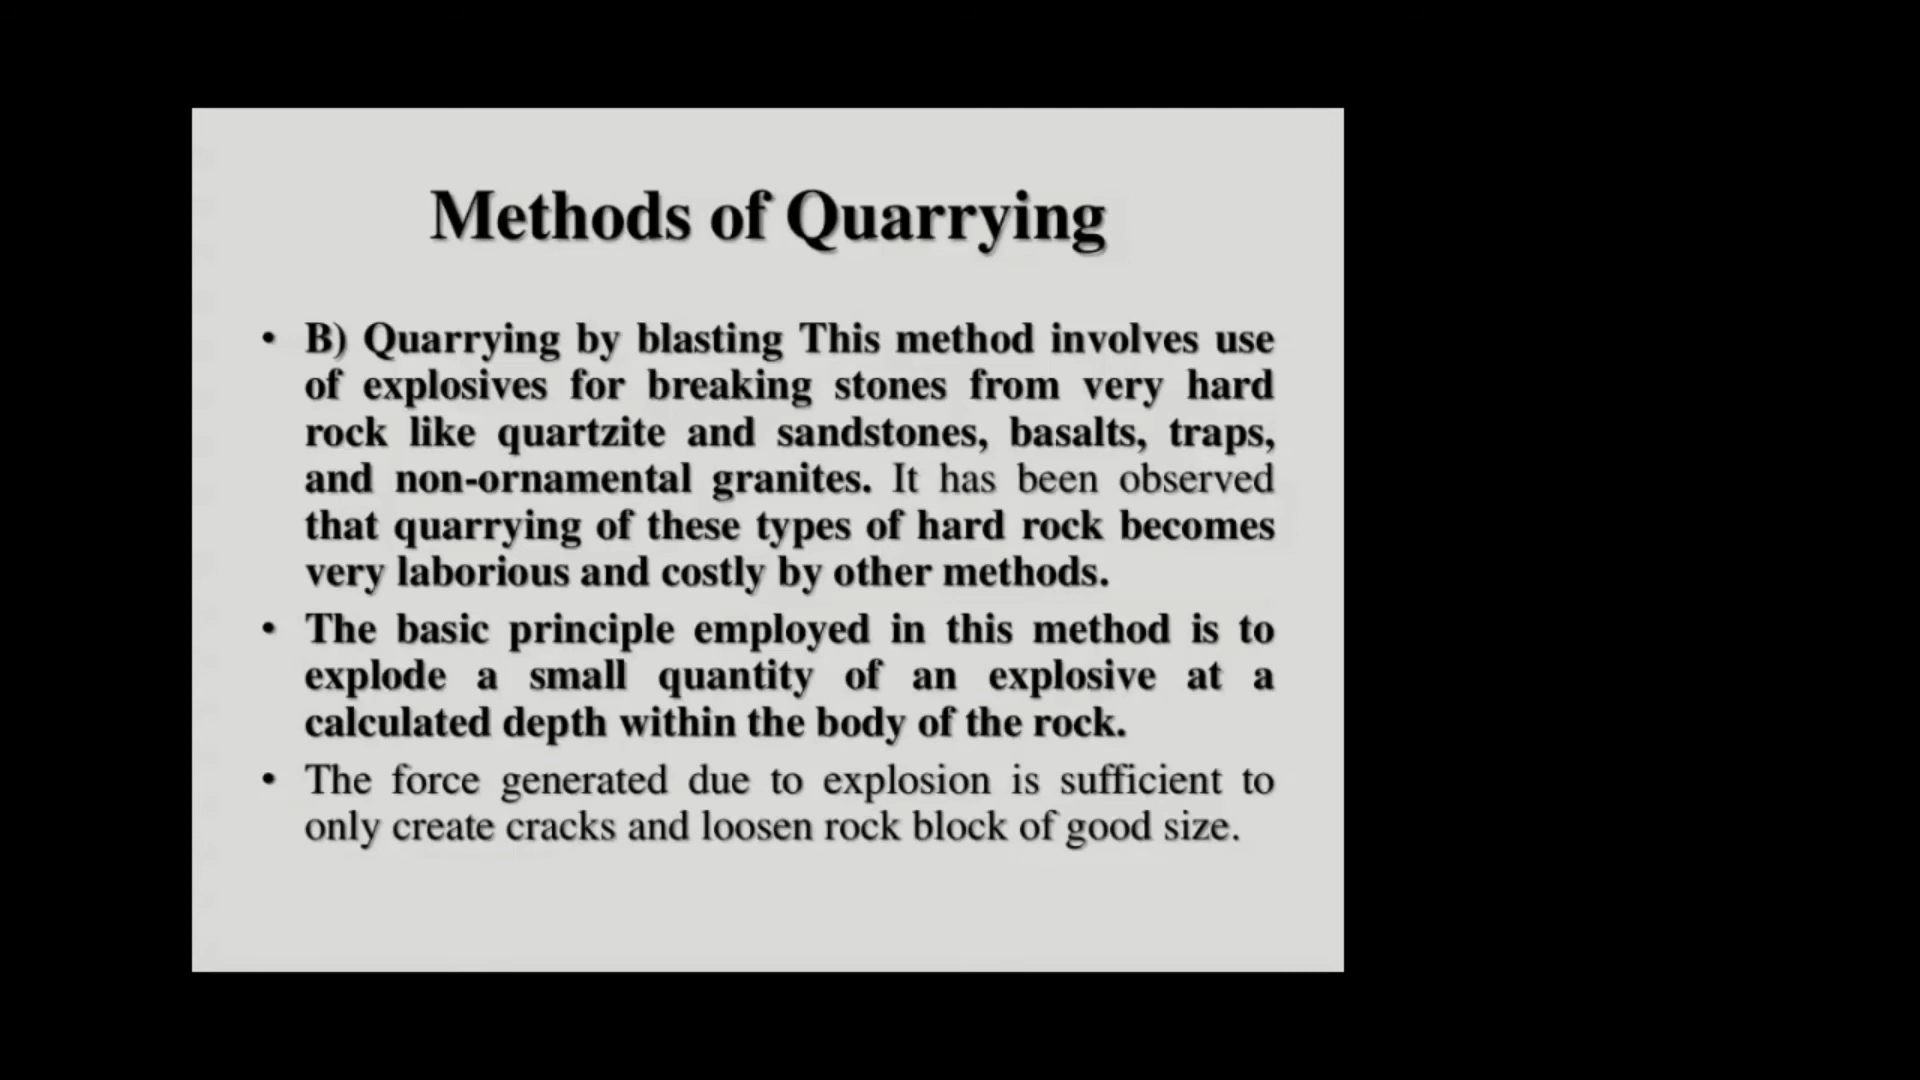 Methods of Quarrying
• B) Quarrying by blasting This method involves use
of explosives for breaking stones from very hard
rock like quartzite and sandstones, basalts, traps,
and non-ornamental granites. It has been observed
that quarrying of these types of hard rock becomes
very laborious and costly by other methods.
• The basic principle employed in this method is to
explode a small quantity of an explosive at a
calculated depth within the body of the rock.
• The force generated due to explosion is sufficient to
only create cracks and loosen rock block of good size.